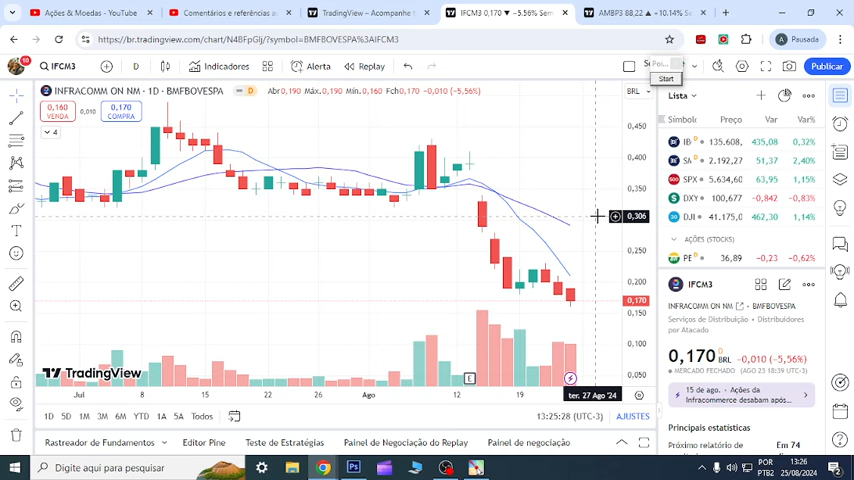 Ações & Moedas - YouTube
Comentários e referências a
TradingView — Acompanhe t
IFCM3 0,170 ▼ −5.56% Sem
AMBP3 88,22 ▲ +10.14% Se
https://br.tradingview.com/chart/N4BFpGIj/?symbol=BMFBOVESPA%3AIFCM3
Pausada
IFCM3
D
Indicadores
Alerta
Replay
Start
Publicar
INFRACOMM ON NM · 1D · BMFBOVESPA
D
Abr0,190 Máx.0,190 Mín.0,160 Fch0,170 −0,010 (−5,56%)
BRL
0,160
VENDA
0,010
0,170
COMPRA
4
0,450
0,400
0,350
0,306
0,250
0,200
0,170
0,100
0,050
TradingView
E
Jul
8
15
22
26
Ago
5
12
19
ter. 27 Ago '24
1D 5D 1M 3M 6M YTD 1A 5A Todos
13:25:28 (UTC-3)
AJUSTES
Rastreador de Fundamentos
Editor Pine
Teste de Estratégias
Painel de Negociação do Replay
Painel de negociação
Lista
Símbolo Preço Var Var%
IB 135.608, 435,08 0,32%
SA 2.192,27 51,37 2.40%
SPX 5.634,60 63,95 1,15%
DXY 100,677 −0,842 −0,83%
DJI 41.175,0 462,30 1,14%
AÇÕES (STOCKS)
PE D 36,89 −0,23 −0,62%
IFCM3
INFRACOMM ON NM · BMFBOVESPA
Serviços de Distribuição · Distribuidores
por Atacado
0,170 D BRL −0,010 (−5,56%)
MERCADO FECHADO (AGO 23 18:39 UTC-3)
15 de ago. · Ações da
Infracommerce desabam após
Principais estatísticas
Próximo relatório de
Em 74
Digite aqui para pesquisar
POR
PTB2
13:26
25/08/2024
2